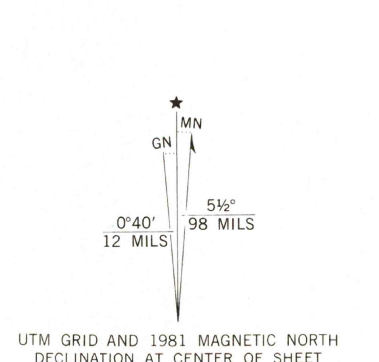 ★
MN
GN
5½°
98 MILS
0°40′
12 MILS
UTM GRID AND 1981 MAGNETIC NORTH
DECLINATION AT CENTER OF SHEET